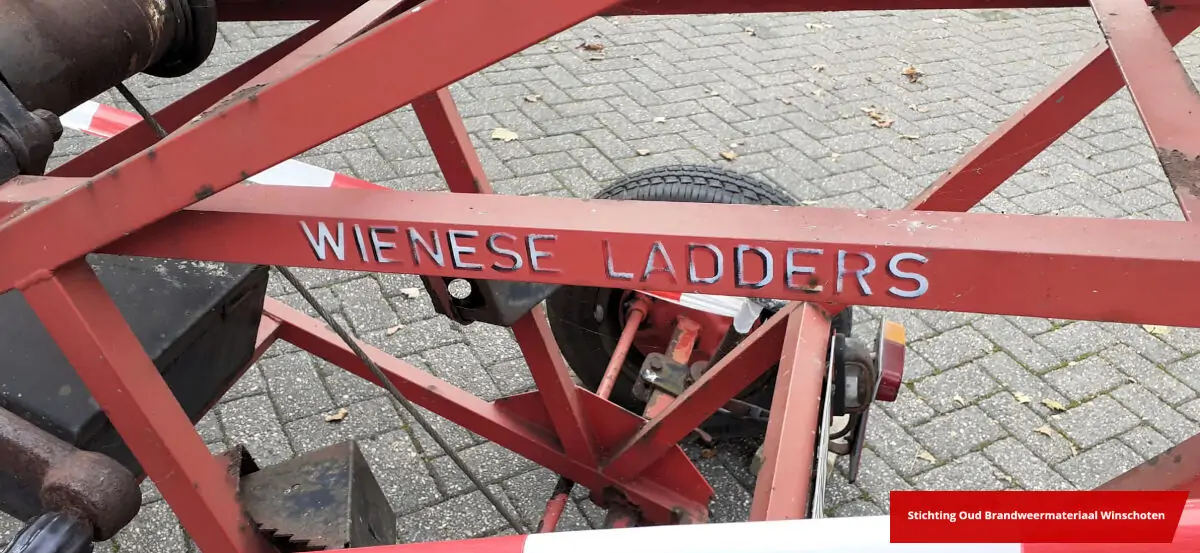 WIENESE LADDERS
Stichting Oud Brandweermateriaal Winschoten